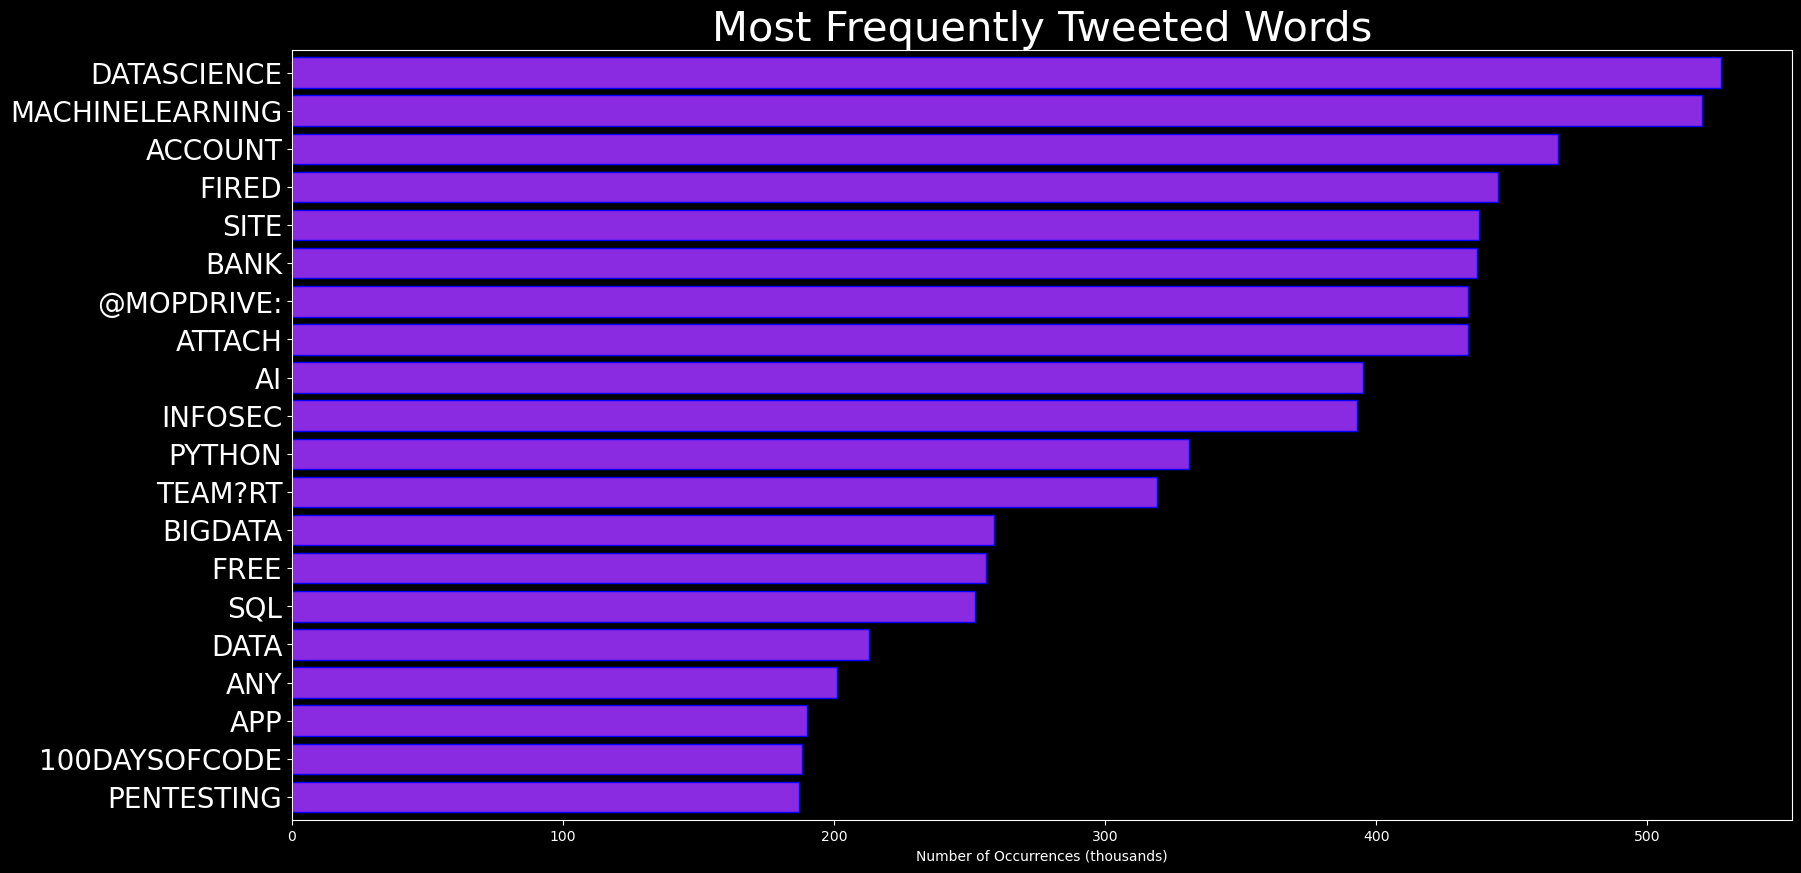 Most Frequently Tweeted Words
DATASCIENCE
MACHINELEARNING
ACCOUNT
FIRED
SITE
BANK
@MOPDRIVE:
ATTACH
AI
INFOSEC
PYTHON
TEAM?RT
BIGDATA
FREE
SQL
DATA
ANY
APP
100DAYSOFCODE
PENTESTING
0 100 200 300 400 500
Number of Occurrences (thousands)